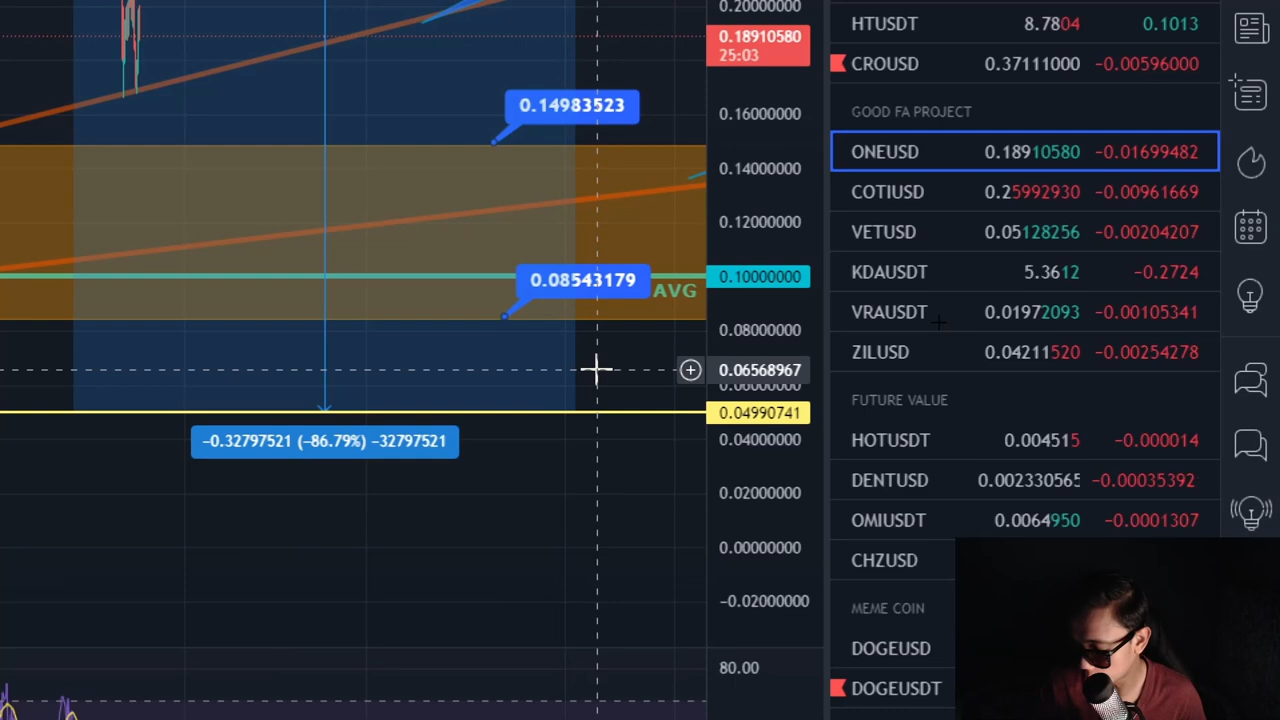 0.20000000
0.18910580
25:03
0.16000000
0.14983523
0.14000000
0.12000000
0.10000000
0.08543179
AVG
0.08000000
0.06568967
0.06000000
0.04990741
−0.32797521 (−86.79%) −32797521
0.04000000
0.02000000
0.00000000
−0.02000000
80.00
HTUSDT 8.7804 0.1013
CROUSD 0.37111000 −0.00596000
GOOD FA PROJECT
ONEUSD 0.18910580 −0.01699482
COTIUSD 0.25992930 −0.00961669
VETUSD 0.05128256 −0.00204207
KDAUSDT 5.3612 −0.2724
VRAUSDT 0.01972093 −0.00105341
ZILUSD 0.04211520 −0.00254278
FUTURE VALUE
HOTUSDT 0.004515 −0.000014
DENTUSD 0.002330565 −0.00035392
OMIUSDT 0.0064950 −0.0001307
CHZUSD
MEME COIN
DOGEUSD
DOGEUSDT